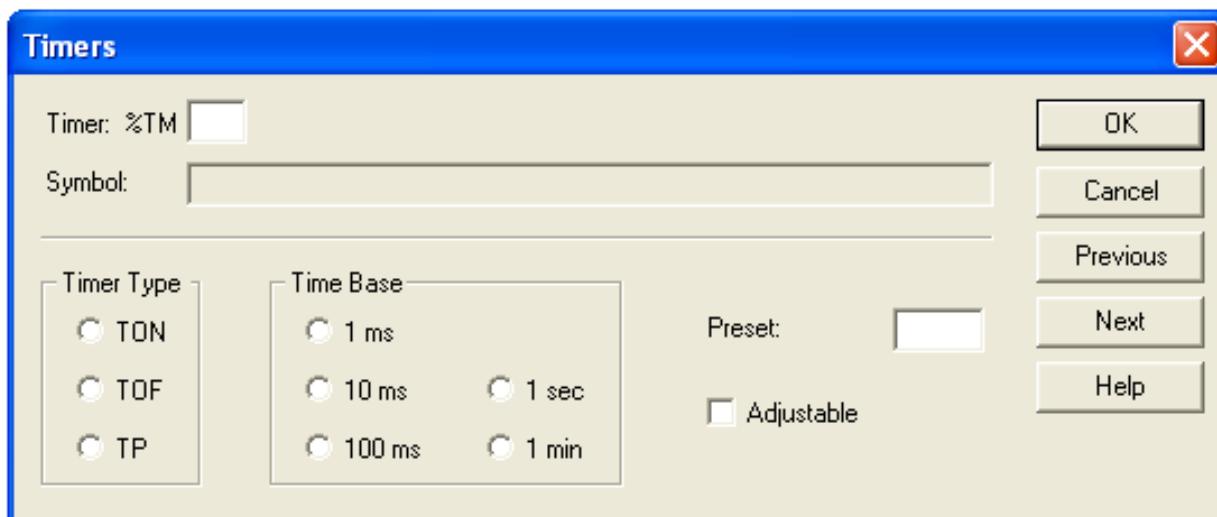 Timers
Timer: %TM
OK
Symbol:
Cancel
Previous
Timer Type
Time Base
TON
1 ms
Preset:
Next
TOF
10 ms
1 sec
Help
Adjustable
TP
100 ms
1 min